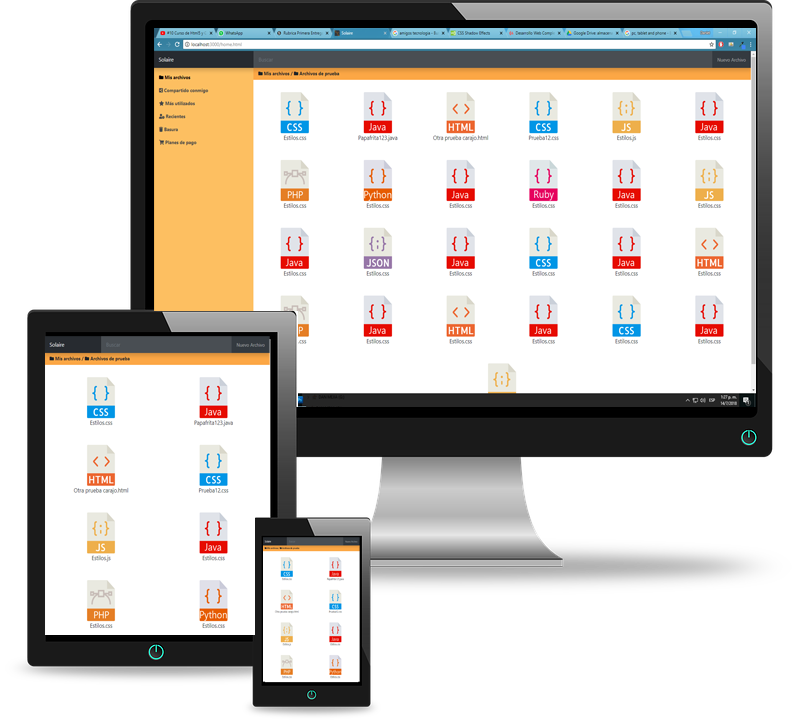 #16 Curso de Html5 y
WhatsApp
Rubrica Primera Entreg
Solaire
amigos tecnologia - B
CSS Shadow Effects
Desarrollo Web Comp
Google Drive: almacen
pc, tablet and phone
localhost:2000/home.html
Solaire
Buscar
Nuevo Archivo
Mis archivos
Compartido conmigo
Más utilizados
Recientes
Basura
Planes de pago
Mis archivos / Archivos de prueba
CSS Java HTML CSS JS Java
Estilos.css Papafrita123.java Otra prueba carajo.html Prueba12.css Estilos.js Estilos.css
PHP Python Java Ruby Java JS
Estilos.css Estilos.css Estilos.css Estilos.css Estilos.css Estilos.css
Java JSON Java CSS Java HTML
Estilos.css Estilos.css Estilos.css Estilos.css Estilos.css Estilos.css
PHP Java HTML Java CSS Java
Estilos.css Estilos.css Estilos.css Estilos.css Estilos.css
ESP
1:27 p. m.
14/7/2018
Solaire
Buscar
Nuevo Archivo
Mis archivos / Archivos de prueba
CSS Java
Estilos.css Papafrita123.java
HTML CSS
Otra prueba carajo.html Prueba12.css
JS Java
Estilos.js Estilos.css
PHP Python
Estilos.css Estilos.css
Solaire
CSS Java
HTML CSS
JS Java
PHP Python